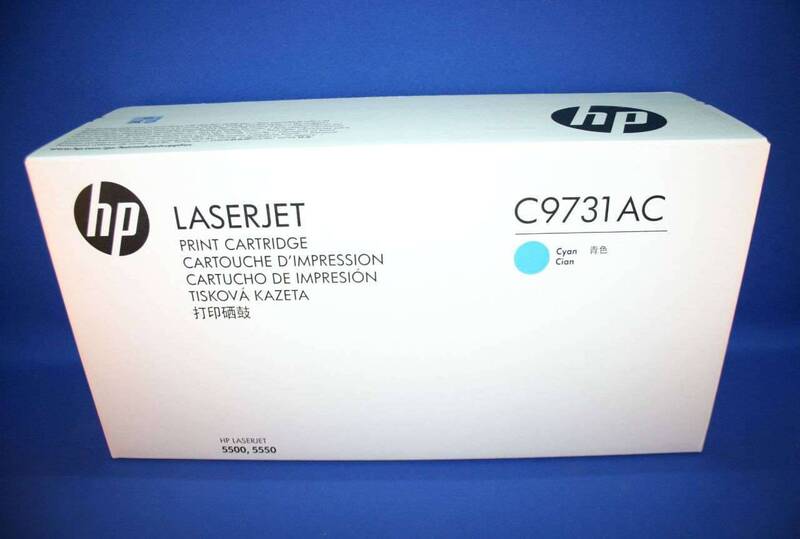 hp
hp
LASERJET
PRINT CARTRIDGE
CARTOUCHE D'IMPRESSION
CARTUCHO DE IMPRESIÓN
TISKOVÁ KAZETA
打印硒鼓
C9731AC
Cyan 青色
Cian
HP LASERJET
5500, 5550